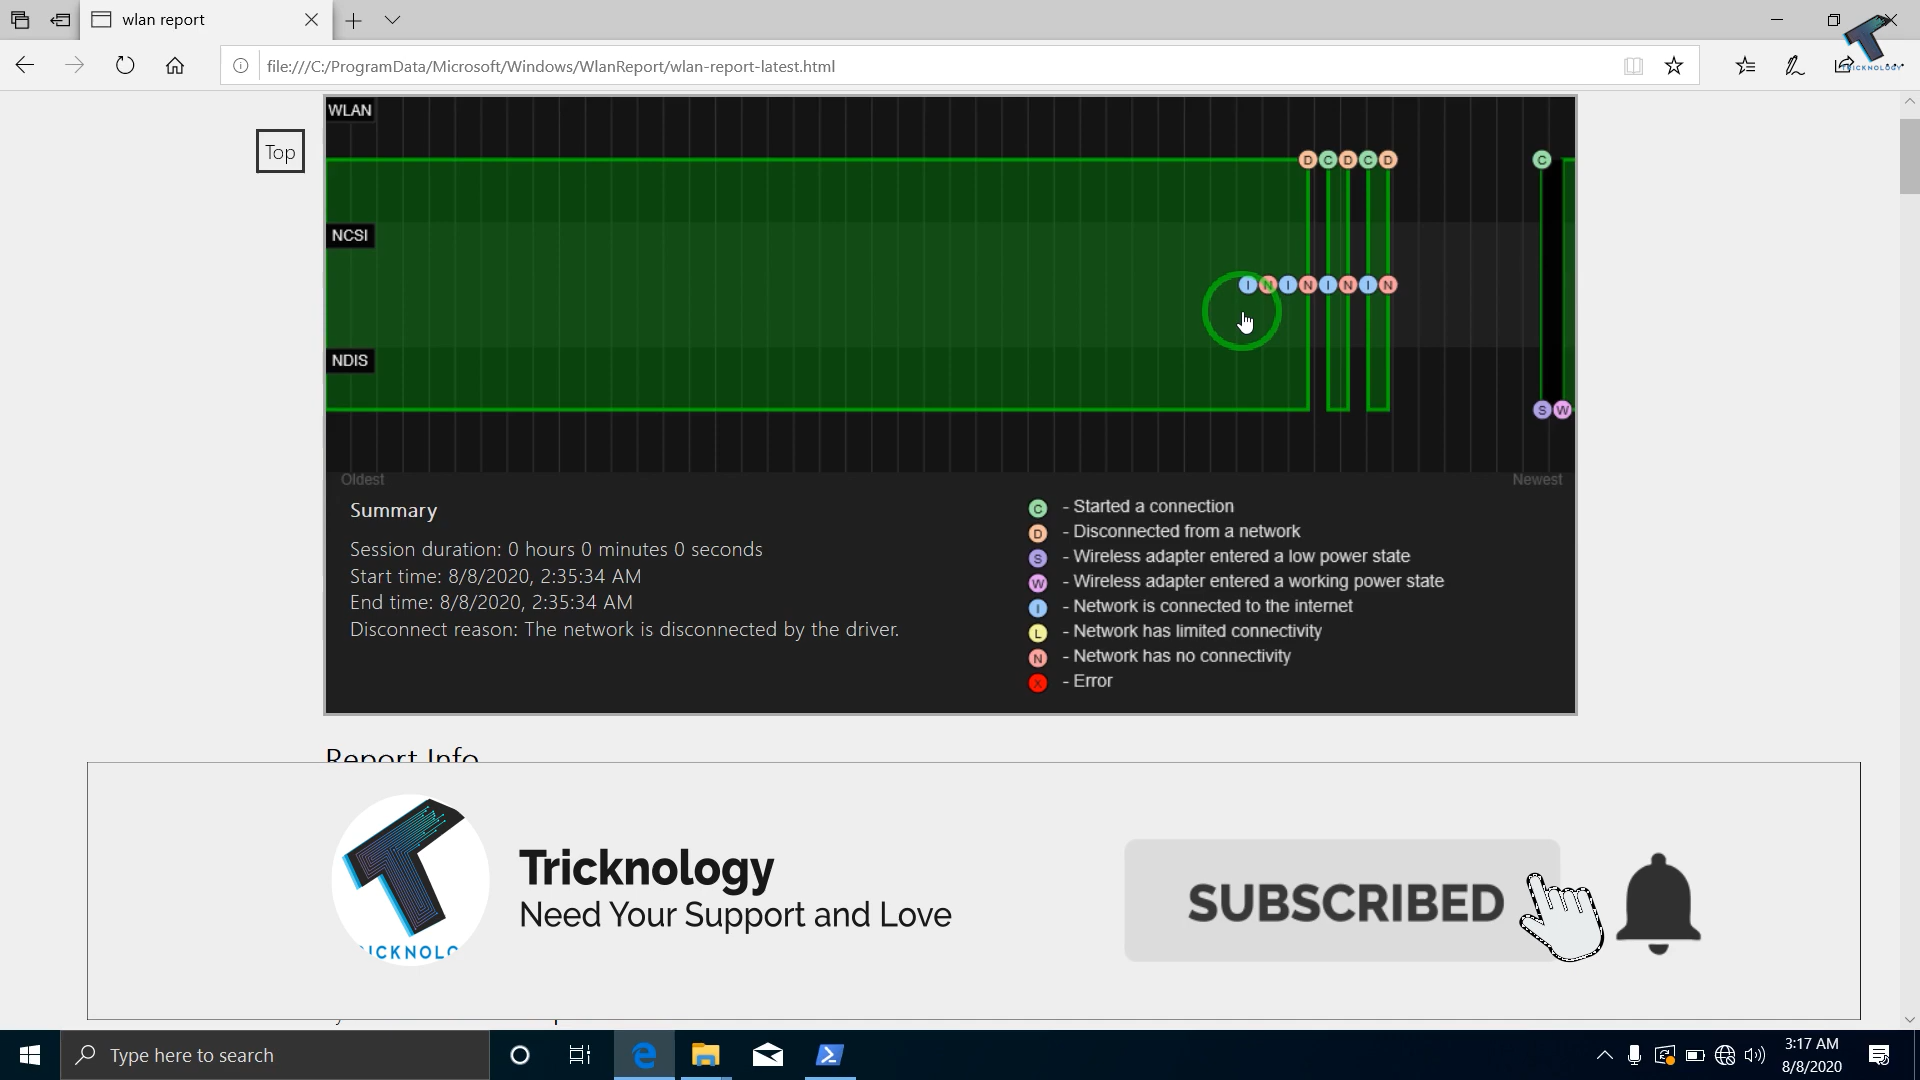 wlan report
file:///C:/ProgramData/Microsoft/Windows/WlanReport/wlan-report-latest.html
TRICKNOLOGY
WLAN
Top
D C D C D
C
NCSI
I N I N I N I N
NDIS
S W
Oldest
Newest
Summary
Session duration: 0 hours 0 minutes 0 seconds
Start time: 8/8/2020, 2:35:34 AM
End time: 8/8/2020, 2:35:34 AM
Disconnect reason: The network is disconnected by the driver.
C - Started a connection
D - Disconnected from a network
S - Wireless adapter entered a low power state
W - Wireless adapter entered a working power state
I - Network is connected to the internet
L - Network has limited connectivity
N - Network has no connectivity
X - Error
Report Info
Tricknology
Need Your Support and Love
RICKNOLO
SUBSCRIBED
Type here to search
3:17 AM
8/8/2020